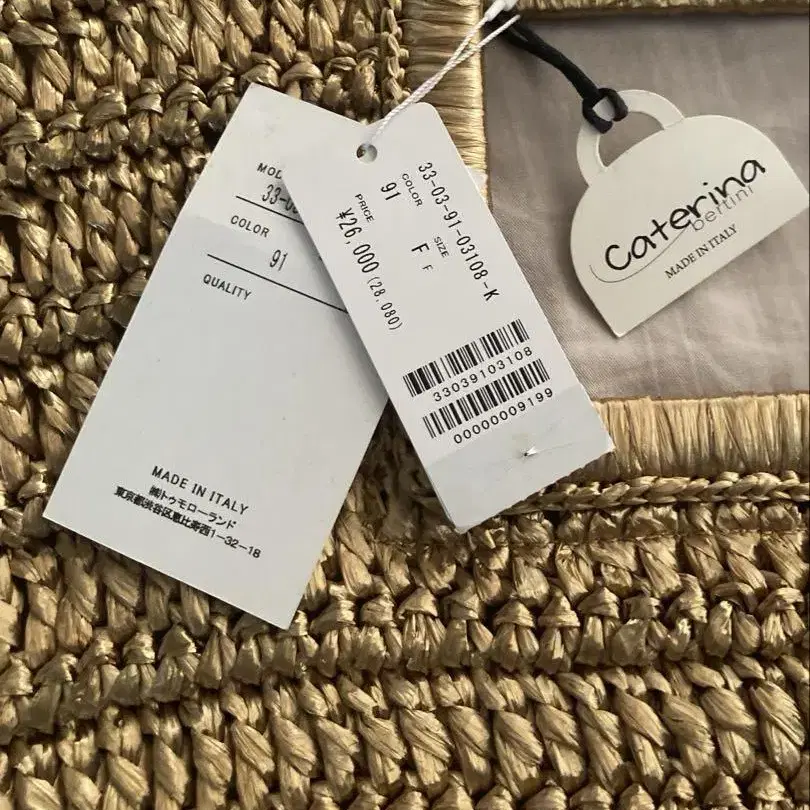 33-0
COLOR
91
QUALITY
MADE IN ITALY
㈱トゥモローランド
東京都渋谷区恵比寿西1-32-18
33-03-91-03108-K
COLOR
SIZE
91
F
F
PRICE
¥26,000(28,080)
33039103108
00000009199
Caterina
bertini
MADE IN ITALY